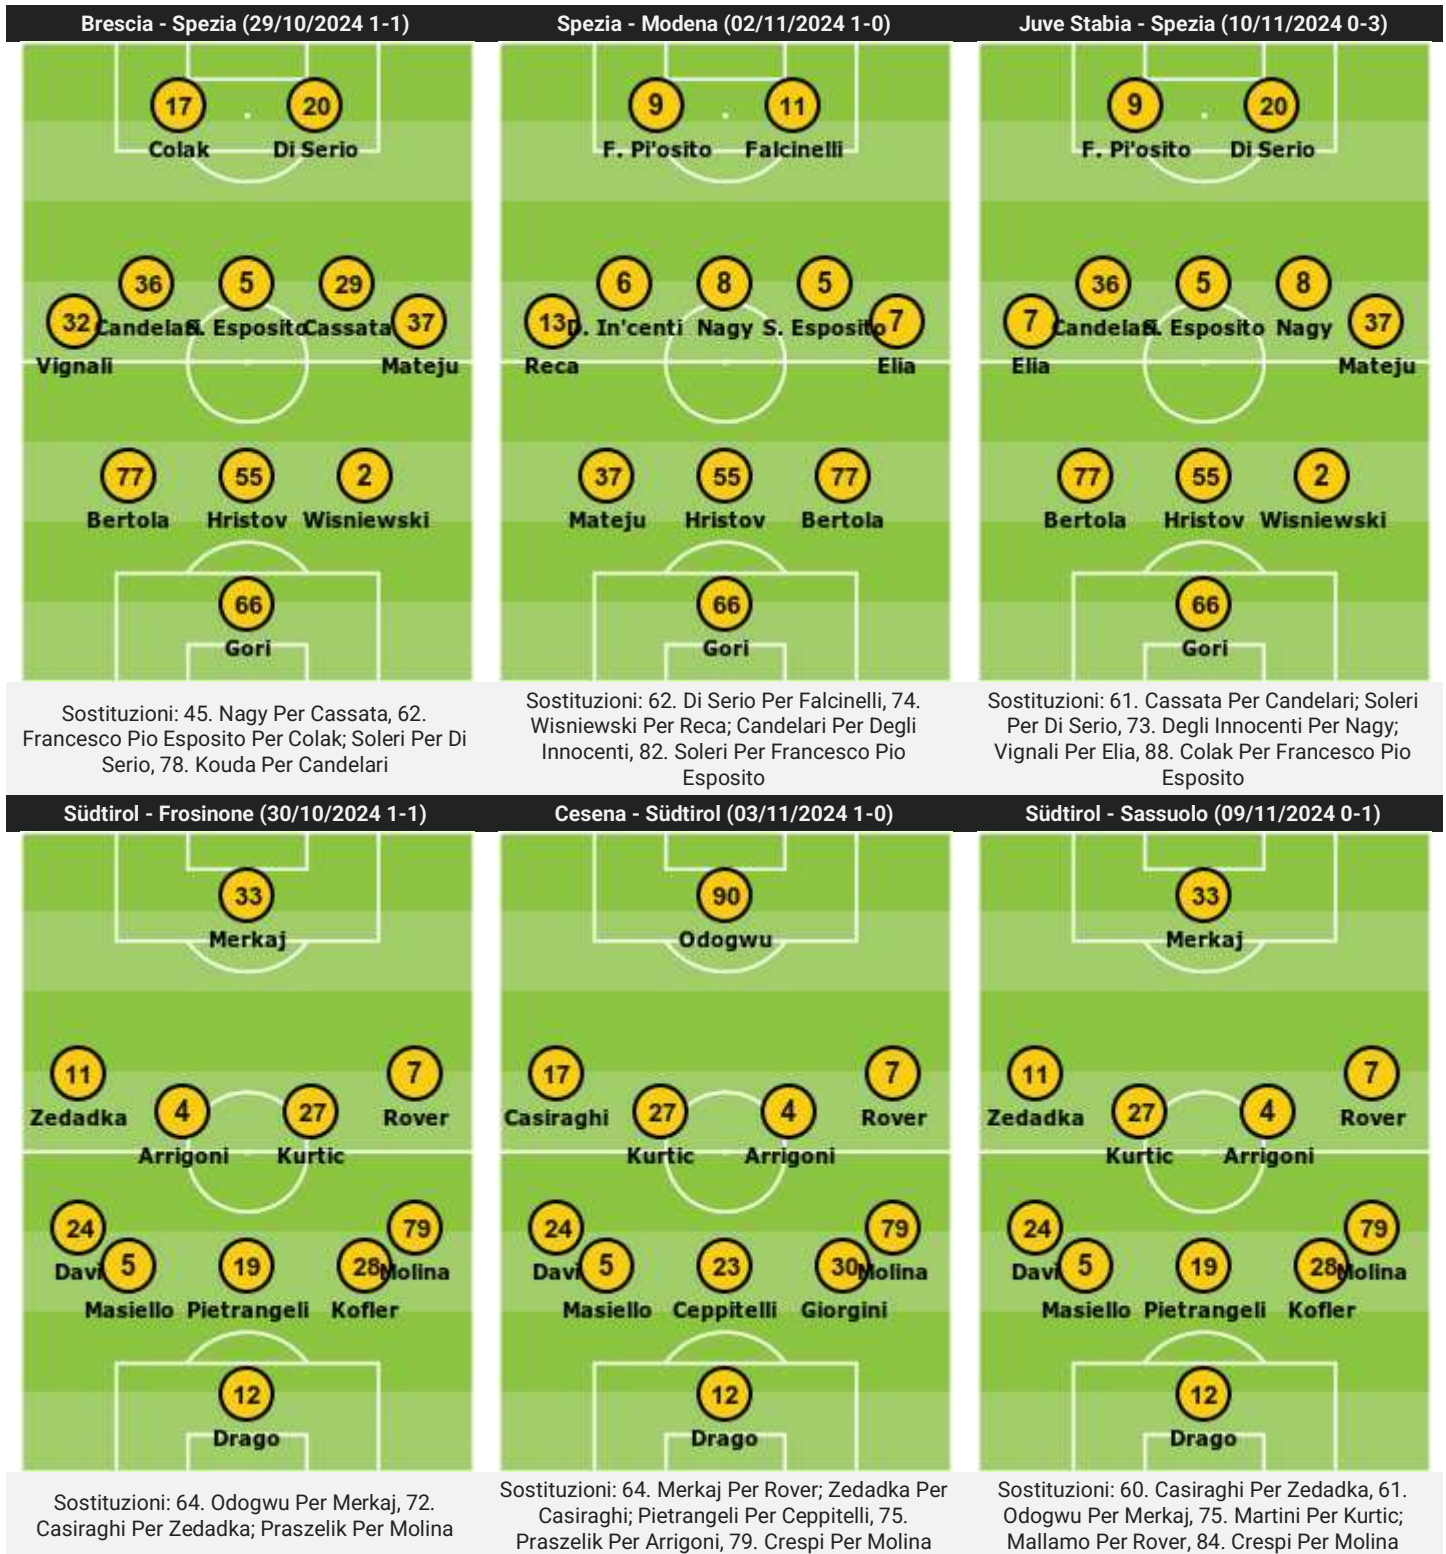 Brescia - Spezia (29/10/2024 1-1)
17
20
Colak
Di Serio
36
5
29
32
Candelari
S. Esposito
Cassata
37
Vignali
Mateju
77
55
2
Bertola
Hristov
Wisniewski
66
Gori
Sostituzioni: 45. Nagy Per Cassata, 62.
Francesco Pio Esposito Per Colak; Soleri Per Di
Serio, 78. Kouda Per Candelari
Spezia - Modena (02/11/2024 1-0)
9
11
F. Pi'osito
Falcinelli
6
8
5
13
D. In'centi
Nagy
S. Esposito
7
Reca
Elia
37
55
77
Mateju
Hristov
Bertola
66
Gori
Sostituzioni: 62. Di Serio Per Falcinelli, 74.
Wisniewski Per Reca; Candelari Per Degli
Innocenti, 82. Soleri Per Francesco Pio
Esposito
Juve Stabia - Spezia (10/11/2024 0-3)
9
20
F. Pi'osito
Di Serio
36
5
8
7
Candelari
S. Esposito
Nagy
37
Elia
Mateju
77
55
2
Bertola
Hristov
Wisniewski
66
Gori
Sostituzioni: 61. Cassata Per Candelari; Soleri
Per Di Serio, 73. Degli Innocenti Per Nagy;
Vignali Per Elia, 88. Colak Per Francesco Pio
Esposito
Südtirol - Frosinone (30/10/2024 1-1)
33
Merkaj
11
7
Zedadka
4
27
Rover
Arrigoni
Kurtic
24
79
Davi
5
19
28
Molina
Masiello
Pietrangeli
Kofler
12
Drago
Sostituzioni: 64. Odogwu Per Merkaj, 72.
Casiraghi Per Zedadka; Praszelik Per Molina
Cesena - Südtirol (03/11/2024 1-0)
90
Odogwu
17
7
Casiraghi
27
4
Rover
Kurtic
Arrigoni
24
79
Davi
5
23
30
Molina
Masiello
Ceppitelli
Giorgini
12
Drago
Sostituzioni: 64. Merkaj Per Rover; Zedadka Per
Casiraghi; Pietrangeli Per Ceppitelli, 75.
Praszelik Per Arrigoni, 79. Crespi Per Molina
Südtirol - Sassuolo (09/11/2024 0-1)
33
Merkaj
11
7
Zedadka
27
4
Rover
Kurtic
Arrigoni
24
79
Davi
5
19
28
Molina
Masiello
Pietrangeli
Kofler
12
Drago
Sostituzioni: 60. Casiraghi Per Zedadka, 61.
Odogwu Per Merkaj, 75. Martini Per Kurtic;
Mallamo Per Rover, 84. Crespi Per Molina